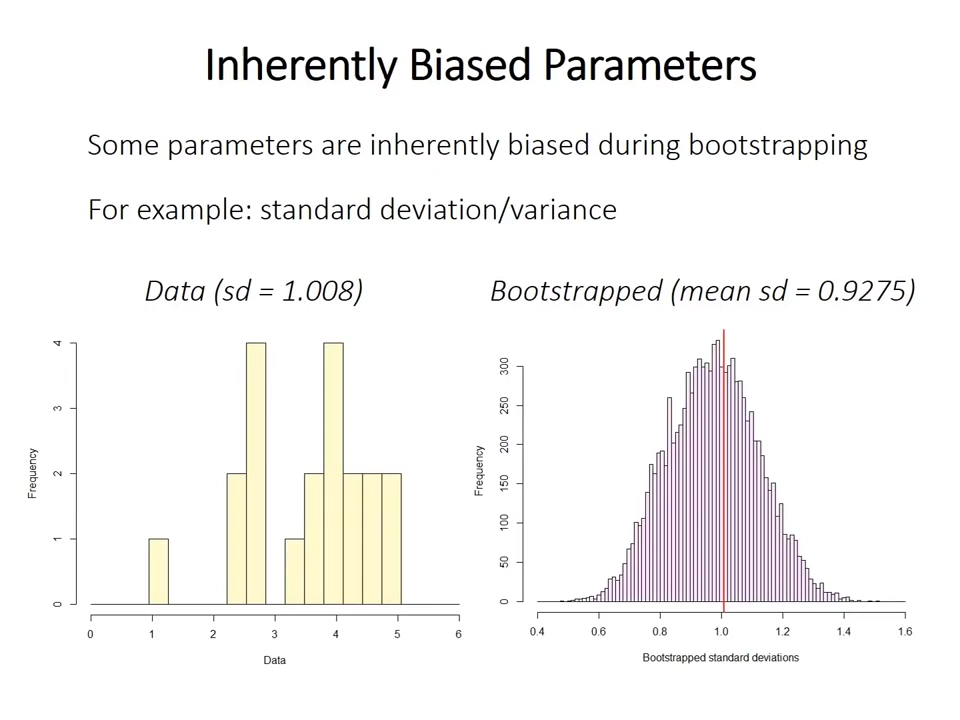 Inherently Biased Parameters
Some parameters are inherently biased during bootstrapping
For example: standard deviation/variance
Data (sd = 1.008)
Bootstrapped (mean sd = 0.9275)
4
3
2
1
0
Frequency
0 1 2 3 4 5 6
Data
300
250
200
150
100
50
0
Frequency
0.4 0.6 0.8 1.0 1.2 1.4 1.6
Bootstrapped standard deviations